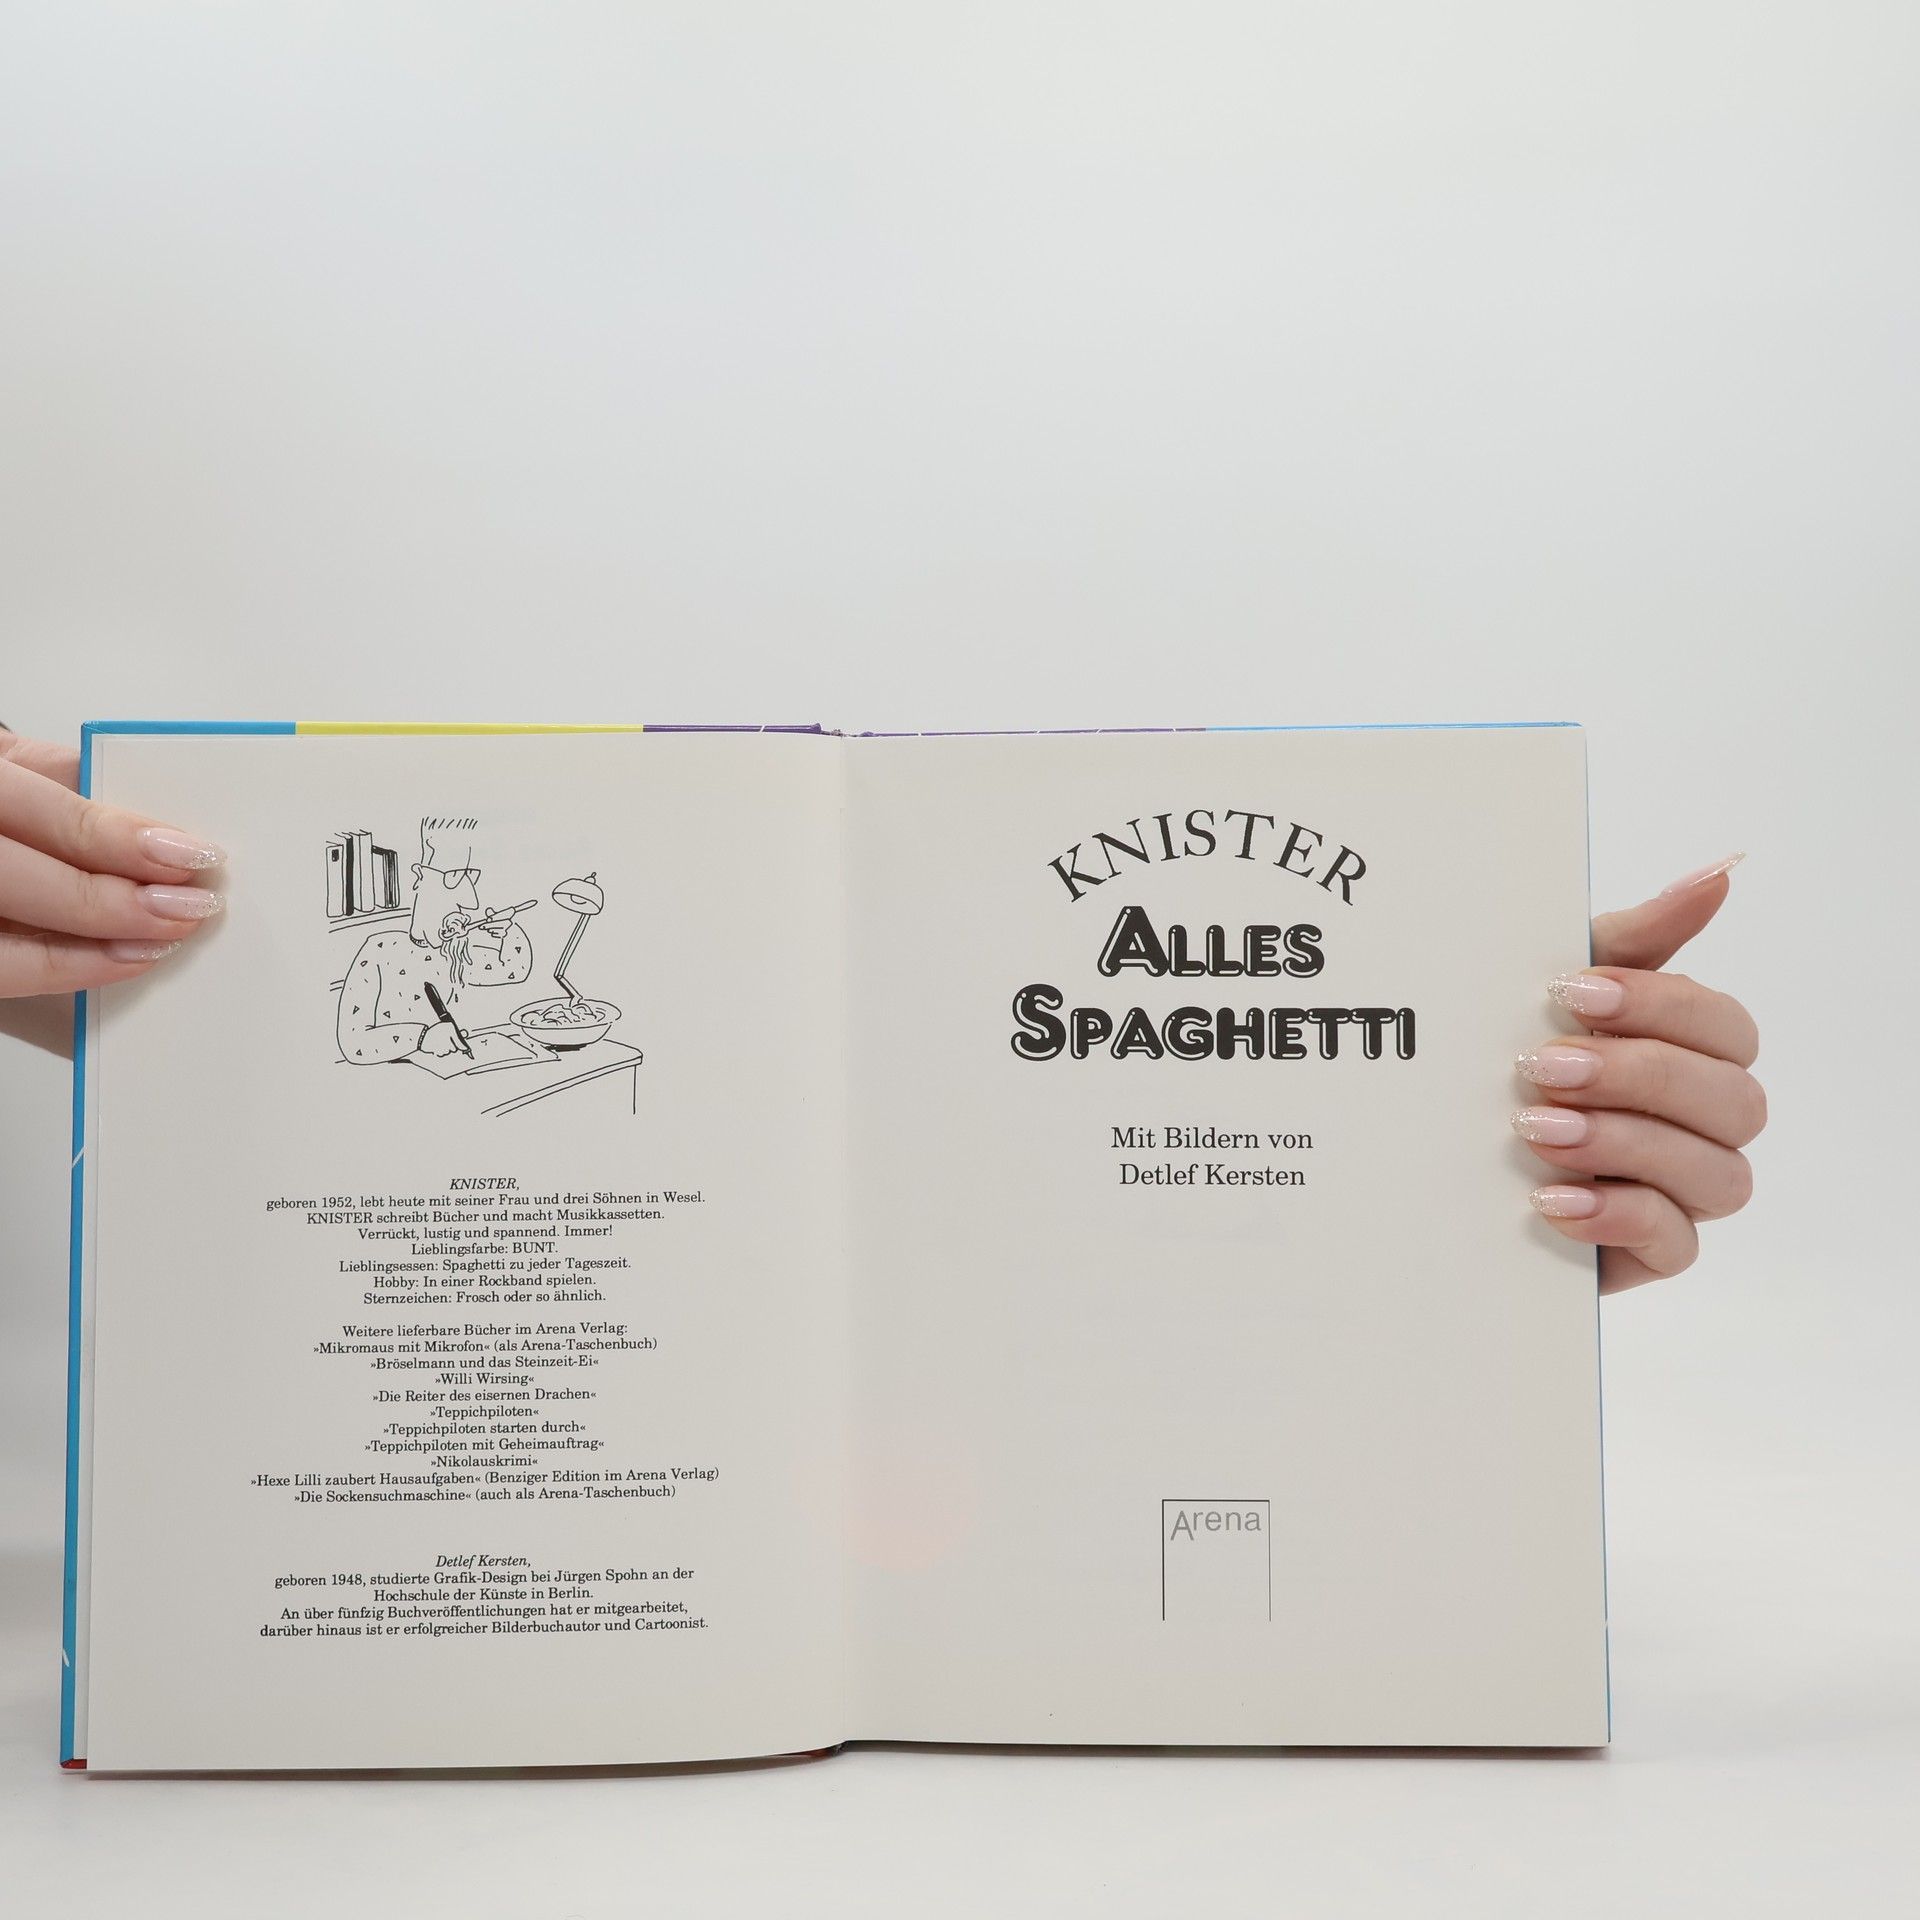 KNISTER,
geboren 1952, lebt heute mit seiner Frau und drei Söhnen in Wesel.
KNISTER schreibt Bücher und macht Musikkassetten.
Verrückt, lustig und spannend. Immer!
Lieblingsfarbe: BUNT.
Lieblingsessen: Spaghetti zu jeder Tageszeit.
Hobby: In einer Rockband spielen.
Sternzeichen: Frosch oder so ähnlich.
Weitere lieferbare Bücher im Arena Verlag:
»Mikromaus mit Mikrofon« (als Arena-Taschenbuch)
»Bröselmann und das Steinzeit-Ei«
»Willi Wirsing«
»Die Reiter des eisernen Drachen«
»Teppichpiloten«
»Teppichpiloten starten durch«
»Teppichpiloten mit Geheimauftrag«
»Nikolauskrimi«
»Hexe Lilli zaubert Hausaufgaben« (Benziger Edition im Arena Verlag)
»Die Sockensuchmaschine« (auch als Arena-Taschenbuch)
Detlef Kersten,
geboren 1948, studierte Grafik-Design bei Jürgen Spohn an der
Hochschule der Künste in Berlin.
An über fünfzig Buchveröffentlichungen hat er mitgearbeitet,
darüber hinaus ist er erfolgreicher Bilderbuchautor und Cartoonist.
KNISTER
ALLES
SPAGHETTI
Mit Bildern von
Detlef Kersten
Arena